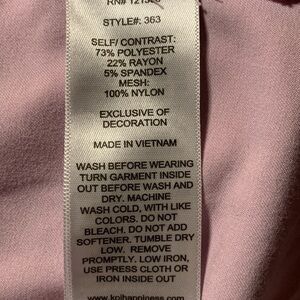 STYLE#: 363
SELF/ CONTRAST:
73% POLYESTER
22% RAYON
5% SPANDEX
MESH:
100% NYLON
EXCLUSIVE OF
DECORATION
MADE IN VIETNAM
WASH BEFORE WEARING
TURN GARMENT INSIDE
OUT BEFORE WASH AND
DRY. MACHINE
WASH COLD, WITH LIKE
COLORS. DO NOT
BLEACH. DO NOT ADD
SOFTENER. TUMBLE DRY
LOW. REMOVE
PROMPTLY. LOW IRON,
USE PRESS CLOTH OR
IRON INSIDE OUT
www.koihappiness.com